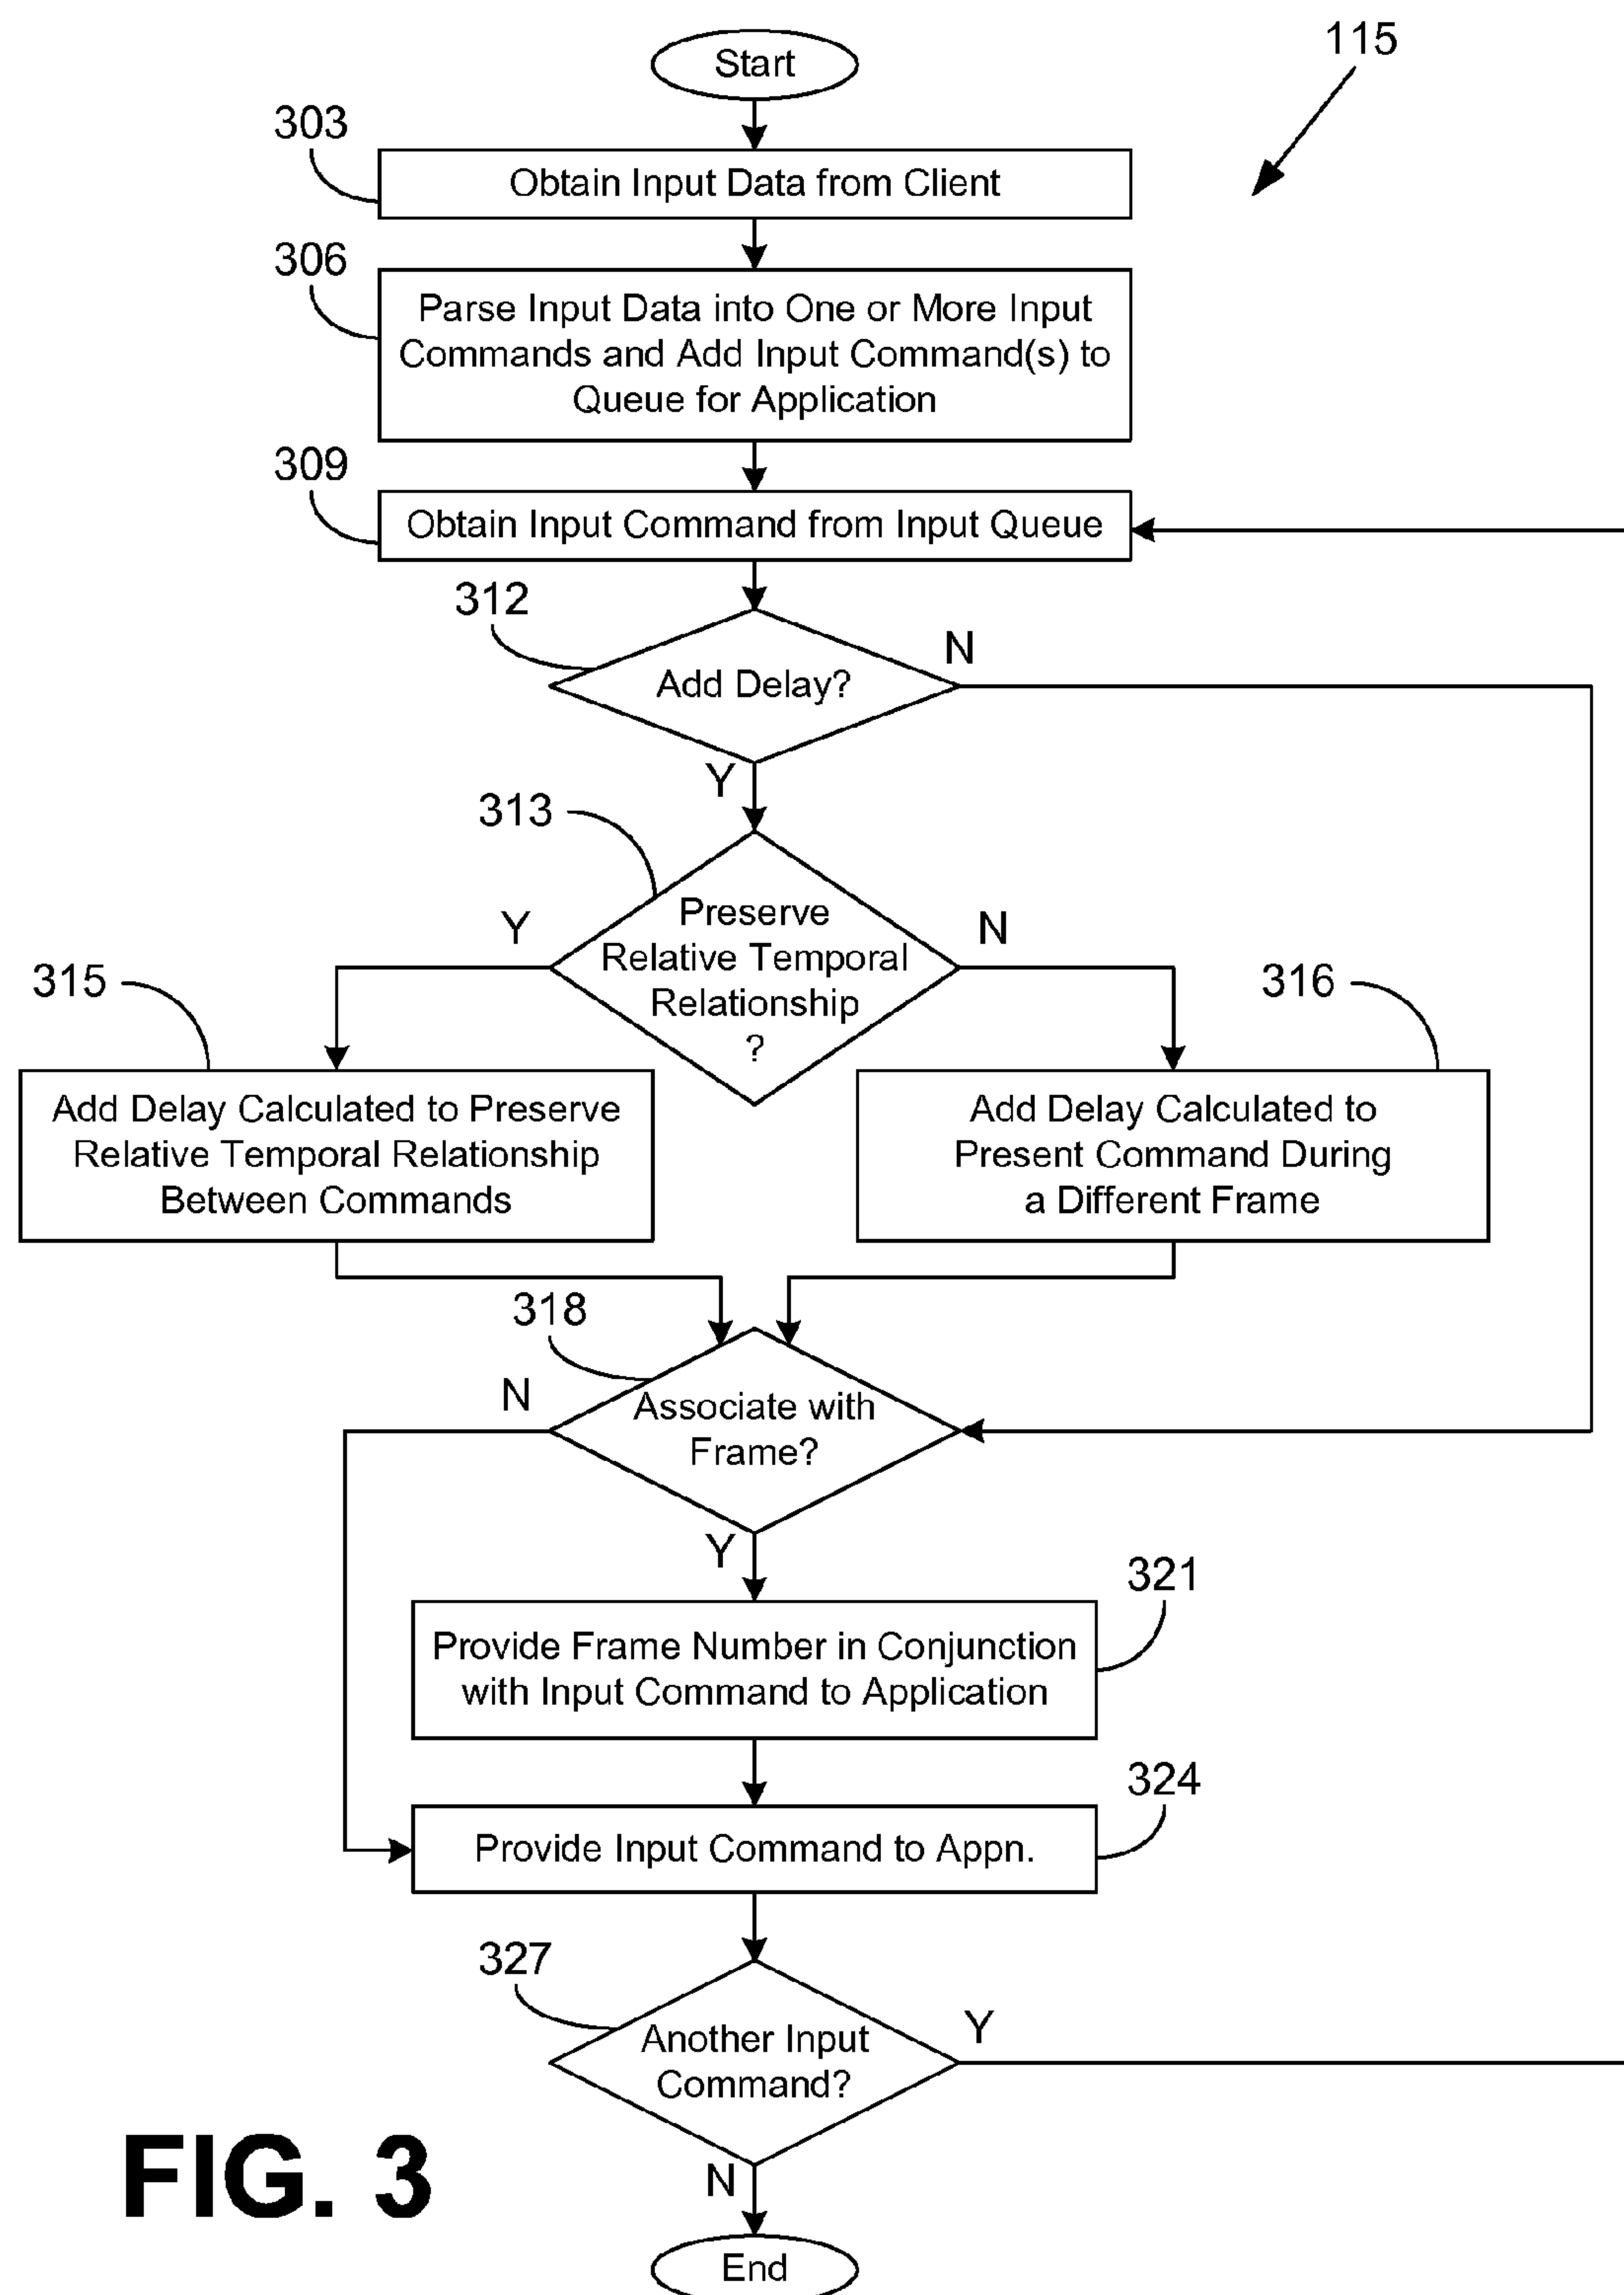 Start
115
303
Obtain Input Data from Client
306
Parse Input Data into One or More Input
Commands and Add Input Command(s) to
Queue for Application
309
Obtain Input Command from Input Queue
312
N
Add Delay?
Y
313
Preserve
Relative Temporal
Relationship
?
Y
N
315
316
Add Delay Calculated to Preserve
Relative Temporal Relationship
Between Commands
Add Delay Calculated to
Present Command During
a Different Frame
318
N
Associate with
Frame?
Y
321
Provide Frame Number in Conjunction
with Input Command to Application
324
Provide Input Command to Appn.
327
Y
Another Input
Command?
N
FIG. 3
End